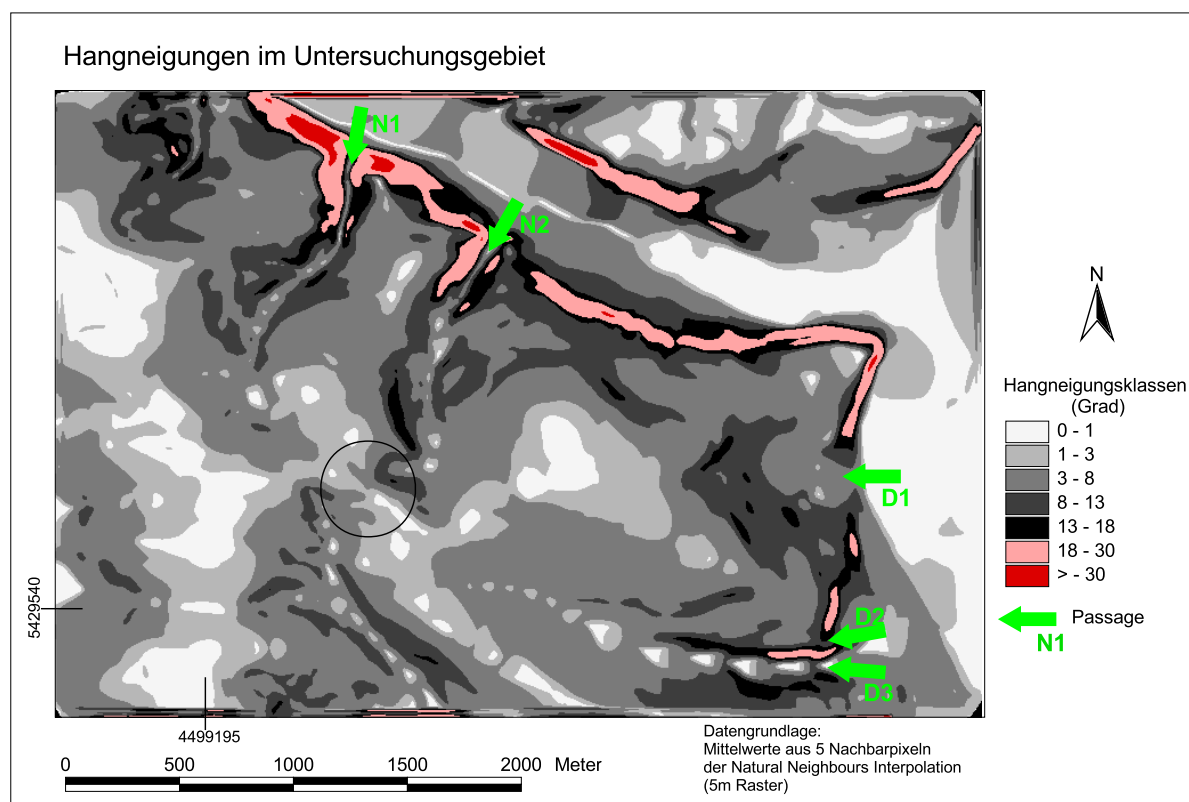 Hangneigungen im Untersuchungsgebiet
N1
N2
N
Hangneigungsklassen
(Grad)
0 - 1
1 - 3
3 - 8
8 - 13
13 - 18
18 - 30
> - 30
D1
D2
D3
Passage
N1
5429540
4499195
0 500 1000 1500 2000 Meter
Datengrundlage:
Mittelwerte aus 5 Nachbarpixeln
der Natural Neighbours Interpolation
(5m Raster)